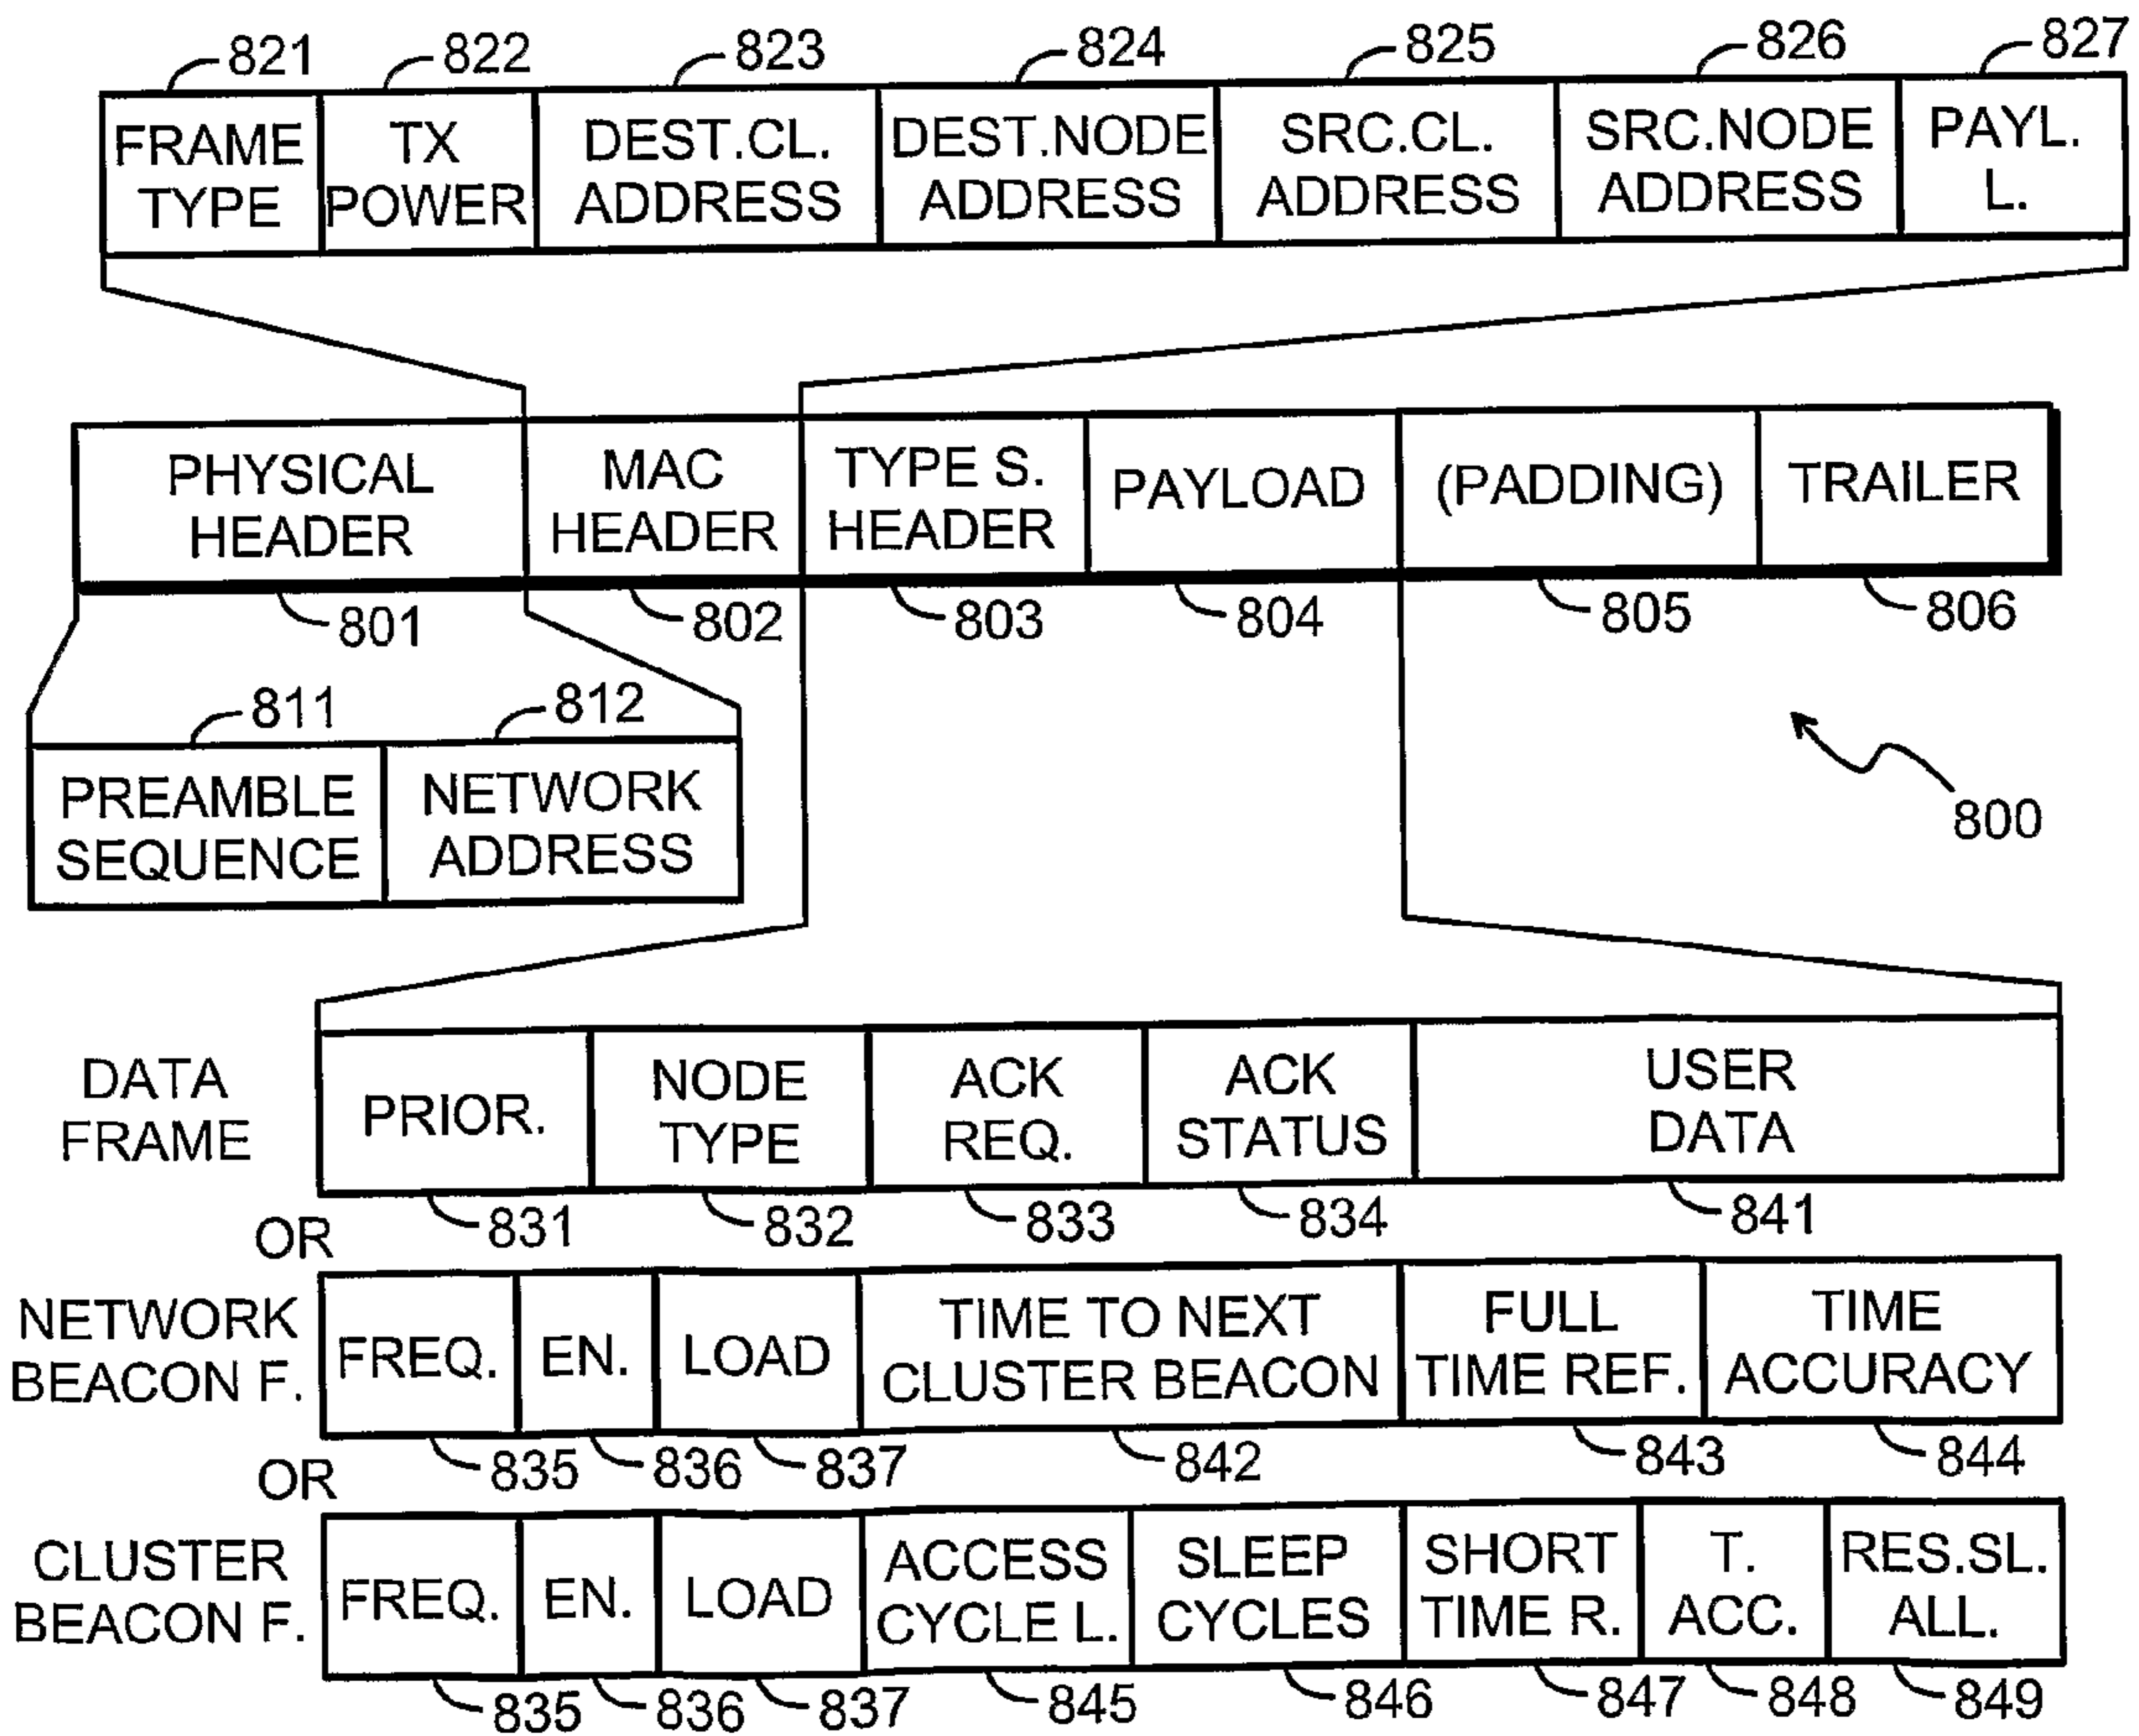 821 822 823 824 825 826 827
FRAME TX DEST.CL. DEST.NODE SRC.CL. SRC.NODE PAYL.
TYPE POWER ADDRESS ADDRESS ADDRESS ADDRESS L.
PHYSICAL MAC TYPE S. PAYLOAD (PADDING) TRAILER
HEADER HEADER HEADER
801 802 803 804 805 806
811 812
PREAMBLE NETWORK
SEQUENCE ADDRESS
800
DATA PRIOR. NODE ACK ACK USER
FRAME TYPE REQ. STATUS DATA
831 832 833 834 841
OR
NETWORK FREQ. EN. LOAD TIME TO NEXT FULL TIME
BEACON F. CLUSTER BEACON TIME REF. ACCURACY
835 836 837 842 843 844
OR
CLUSTER FREQ. EN. LOAD ACCESS SLEEP SHORT T. RES.SL.
BEACON F. CYCLE L. CYCLES TIME R. ACC. ALL.
835 836 837 845 846 847 848 849